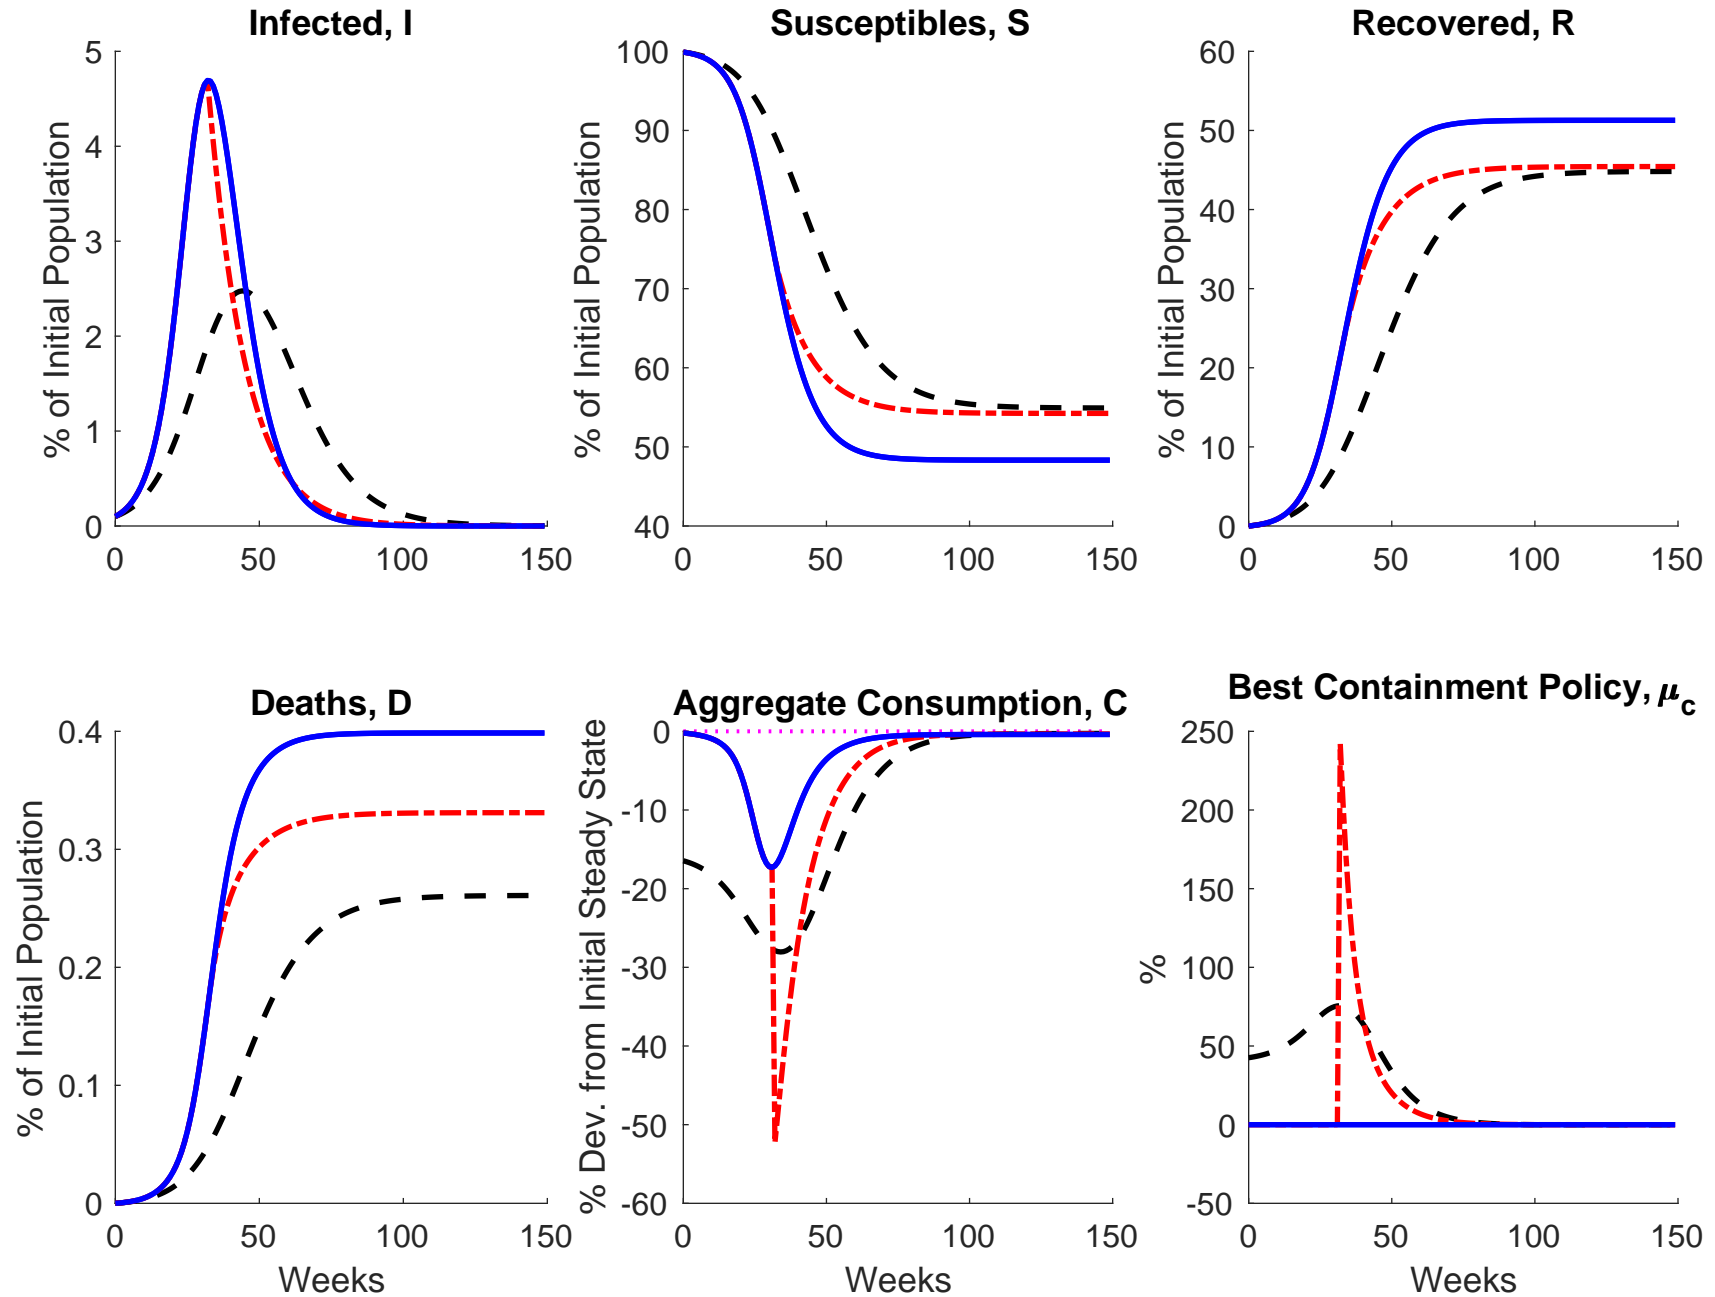 Infected, I
Susceptibles, S
Recovered, R
% of Initial Population
5
4
3
2
1
0
0 50 100 150
% of Initial Population
100
90
80
70
60
50
40
0 50 100 150
% of Initial Population
60
50
40
30
20
10
0
0 50 100 150
Deaths, D
Aggregate Consumption, C
Best Containment Policy, μc
% of Initial Population
0.4
0.3
0.2
0.1
0
0 50 100 150
Weeks
% Dev. from Initial Steady State
0
-10
-20
-30
-40
-50
-60
0 50 100 150
Weeks
%
250
200
150
100
50
0
-50
0 50 100 150
Weeks